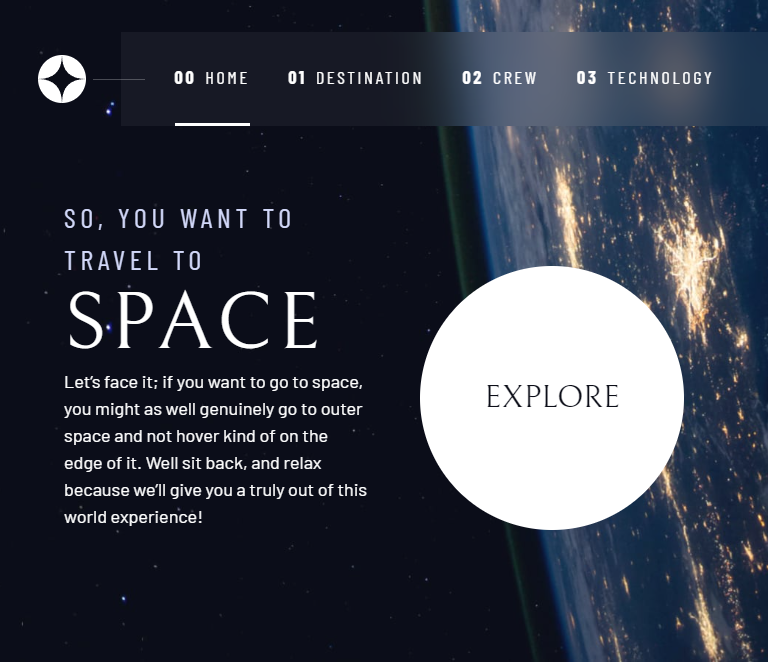 00 HOME 01 DESTINATION 02 CREW 03 TECHNOLOGY
SO, YOU WANT TO
TRAVEL TO
SPACE
Let’s face it; if you want to go to space,
you might as well genuinely go to outer
space and not hover kind of on the
edge of it. Well sit back, and relax
because we’ll give you a truly out of this
world experience!
EXPLORE